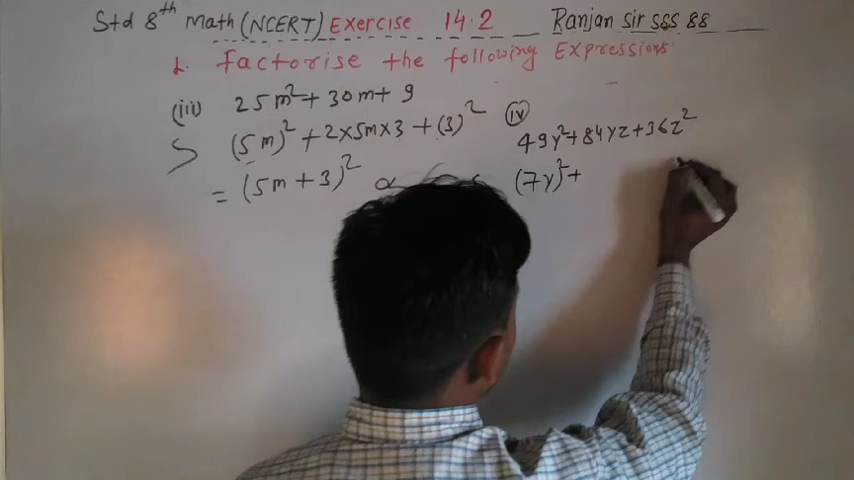 Std 8th Math (NCERT) Exercise 14.2 Ranjan Sir SSS 88
1. Factorise the following Expressions.
(iii) 25m²+30m+9
S (5m)²+2×5m×3+(3)²
= (5m+3)²
(iv) 49y²+84yz+36z²
(7y)²+